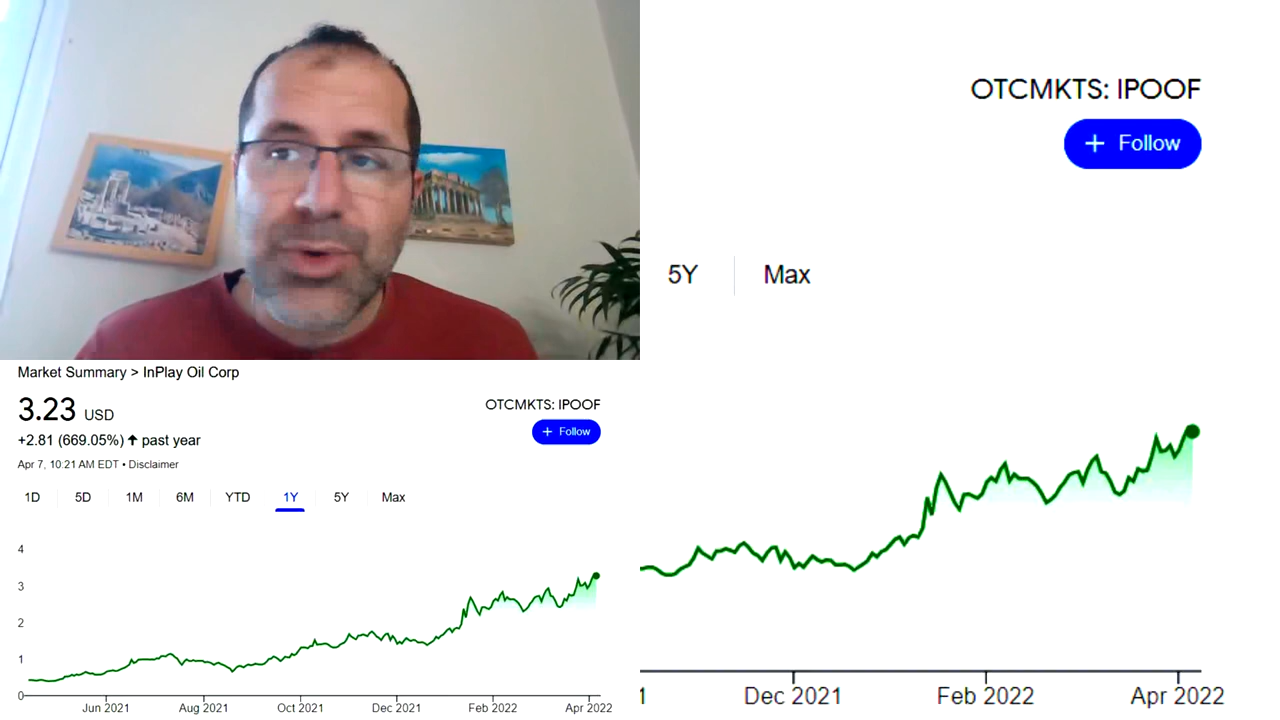 OTCMKTS: IPOOF
+ Follow
5Y Max
Dec 2021 Feb 2022 Apr 2022
Market Summary > InPlay Oil Corp
3.23 USD
OTCMKTS: IPOOF
+2.81 (669.05%) ↑ past year
+ Follow
Apr 7, 10:21 AM EDT • Disclaimer
1D 5D 1M 6M YTD 1Y 5Y Max
4
3
2
1
0
Jun 2021 Aug 2021 Oct 2021 Dec 2021 Feb 2022 Apr 2022